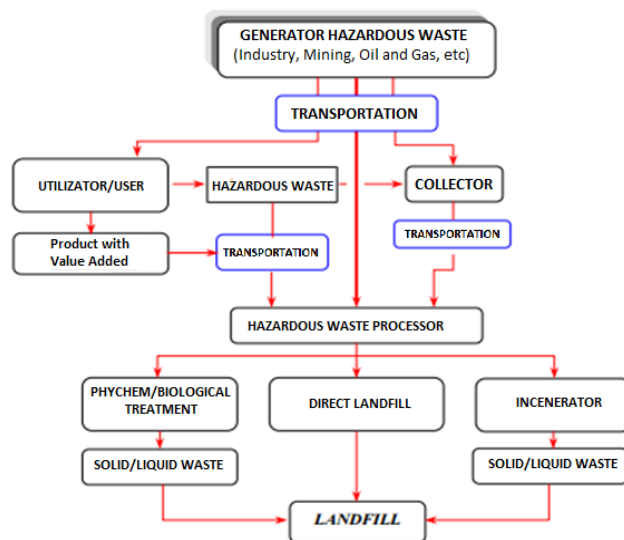 GENERATOR HAZARDOUS WASTE
(Industry, Mining, Oil and Gas, etc)
TRANSPORTATION
UTILIZATOR/USER
HAZARDOUS WASTE
COLLECTOR
Product with
Value Added
TRANSPORTATION
TRANSPORTATION
HAZARDOUS WASTE PROCESSOR
PHYCHEM/BIOLOGICAL
TREATMENT
DIRECT LANDFILL
INCENERATOR
SOLID/LIQUID WASTE
SOLID/LIQUID WASTE
LANDFILL